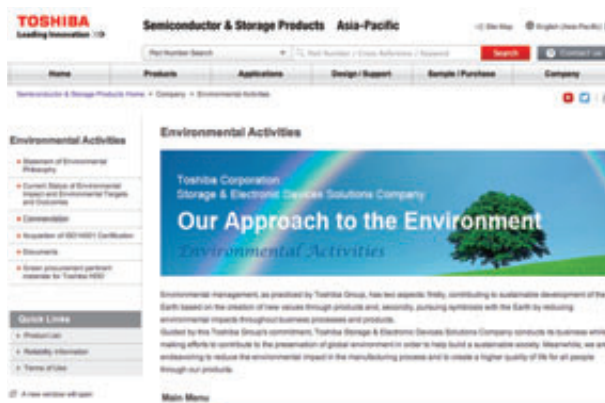 TOSHIBA
Leading Innovation >>>
Semiconductor & Storage Products Asia-Pacific
Site Map
English (Asia-Pacific)
Part Number Search
Part Number / Cross Reference / Keyword
Search
Contact us
Home
Products
Applications
Design / Support
Sample / Purchase
Company
Semiconductor & Storage Products Home > Company > Environmental Activities
Environmental Activities
Statement of Environmental
Philosophy
Current Status of Environmental
Impact and Environmental Targets
and Outcomes
Commendation
Acquisition of ISO14001 Certification
Documents
Green procurement pertinent
materials for Toshiba HDD
Quick Links
Product List
Reliability Information
Terms of Use
A new window will open
Environmental Activities
Toshiba Corporation
Storage & Electronic Devices Solutions Company
Our Approach to the Environment
Environmental Activities
Environmental management, as practiced by Toshiba Group, has two aspects: firstly, contributing to sustainable development of the
Earth based on the creation of new values through products and, secondly, pursuing symbiosis with the Earth by reducing
environmental impacts throughout business processes and products.
Guided by this Toshiba Group's commitment, Toshiba Storage & Electronic Devices Solutions Company conducts its business while
making efforts to contribute to the preservation of global environment in order to help build a sustainable society. Meanwhile, we are
endeavoring to reduce the environmental impact in the manufacturing process and to create a higher quality of life for all people
through our products.
Main Menu